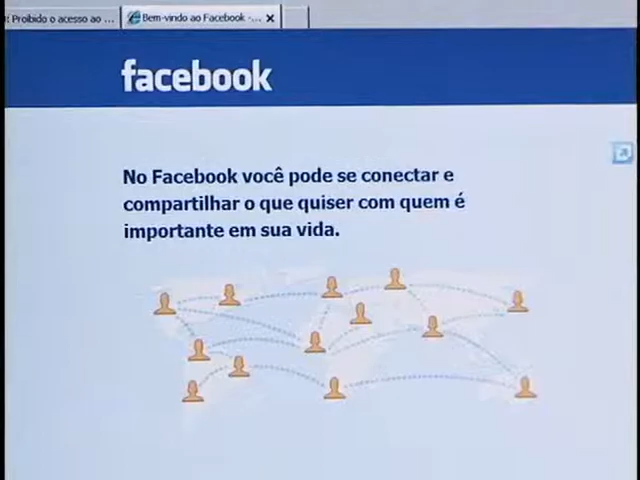 Proibido o acesso ao ...
Bem-vindo ao Facebook -...
facebook
No Facebook você pode se conectar e
compartilhar o que quiser com quem é
importante em sua vida.